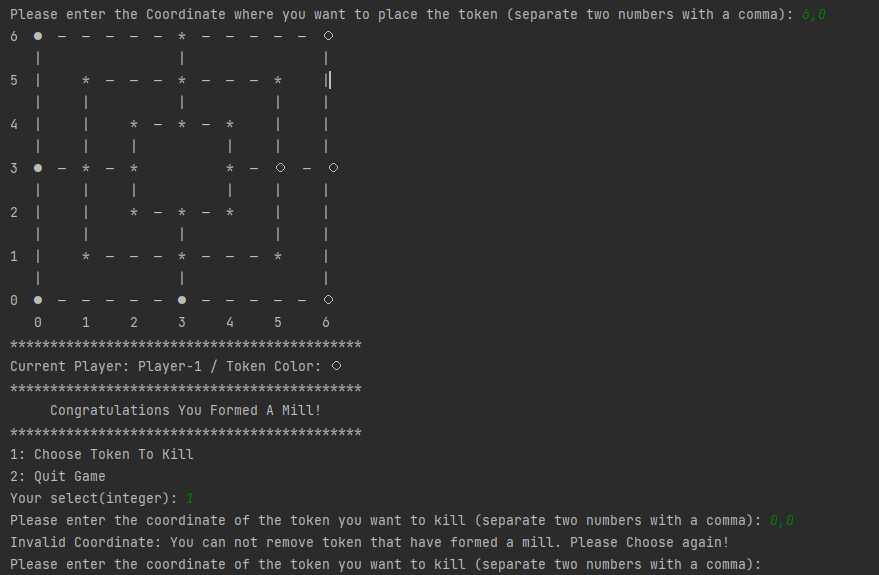 Please enter the Coordinate where you want to place the token (separate two numbers with a comma): 6,0
6 ● – – – – – * – – – – – ○
| | |
5 | * – – – * – – – * |
| | | | |
4 | | * – * – * | |
| | | | | |
3 ● – * – * * – ○ – ○
| | | | | |
2 | | * – * – * | |
| | | | |
1 | * – – – * – – – * |
| | |
0 ● – – – – – ● – – – – – ○
0 1 2 3 4 5 6
********************************************
Current Player: Player-1 / Token Color: ○
********************************************
Congratulations You Formed A Mill!
********************************************
1: Choose Token To Kill
2: Quit Game
Your select(integer): 1
Please enter the coordinate of the token you want to kill (separate two numbers with a comma): 0,0
Invalid Coordinate: You can not remove token that have formed a mill. Please Choose again!
Please enter the coordinate of the token you want to kill (separate two numbers with a comma):